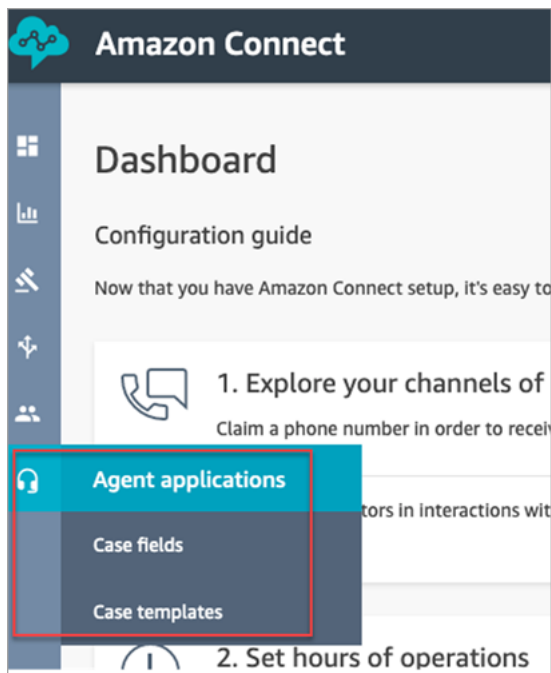 Amazon Connect
Dashboard
Configuration guide
Now that you have Amazon Connect setup, it's easy to
1. Explore your channels of
Claim a phone number in order to recei
Agent applications
tors in interactions wit
Case fields
Case templates
2. Set hours of operations